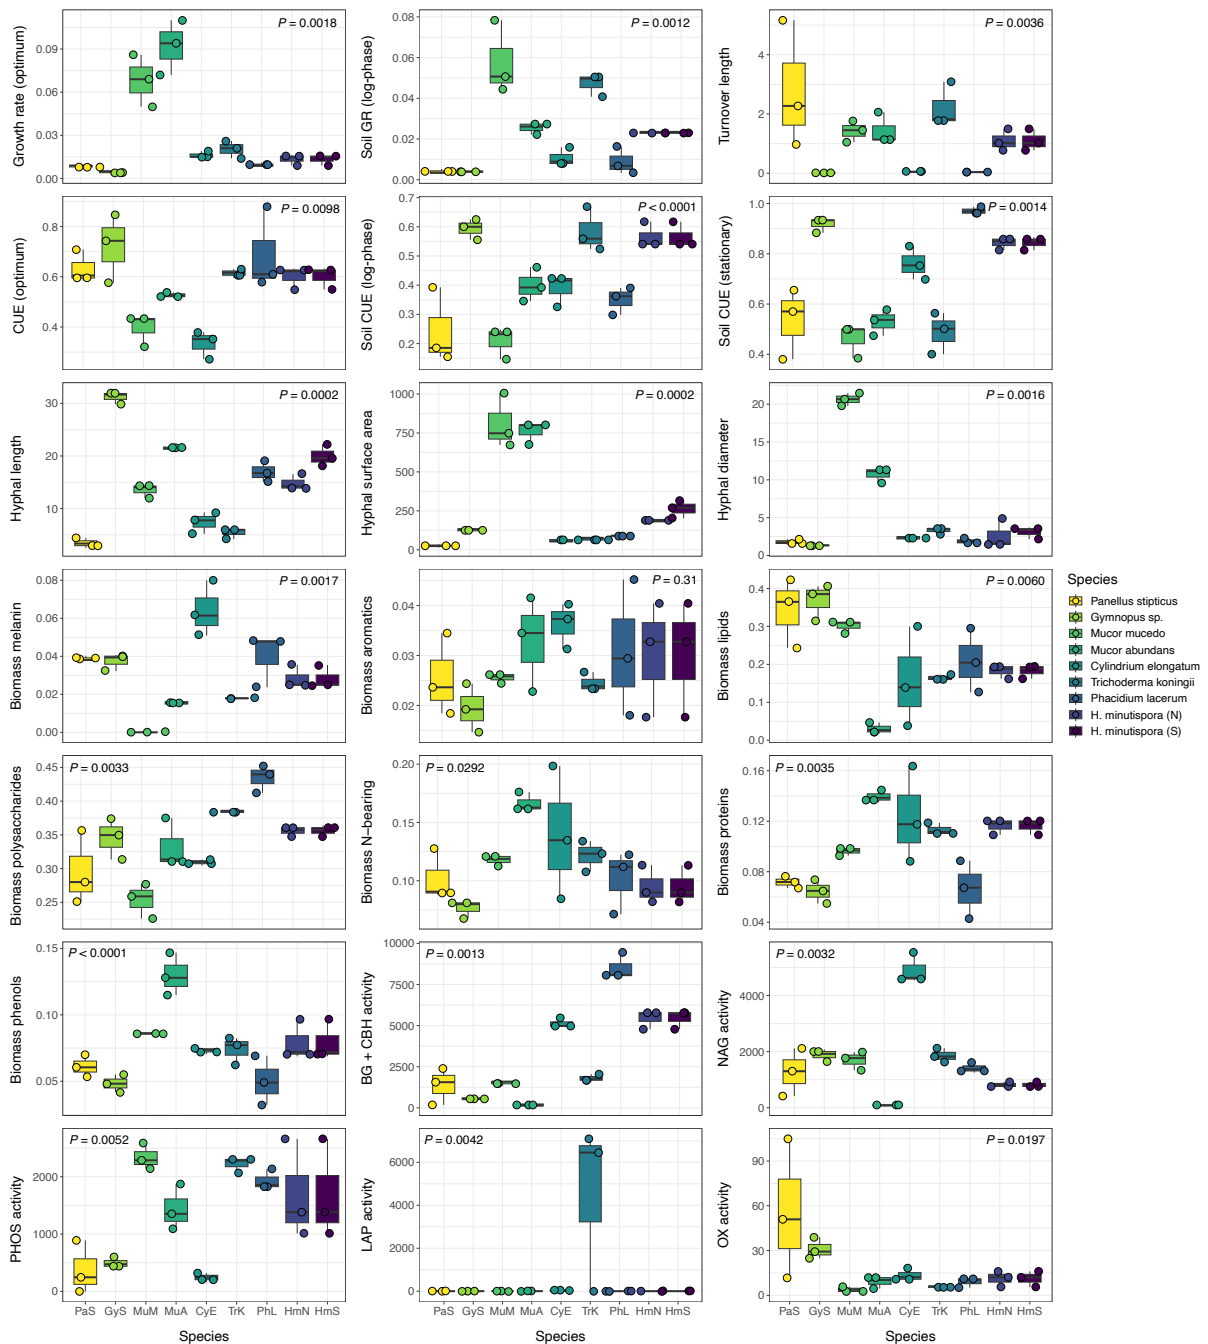 Growth rate (optimum)
0.09
0.06
0.03
0.00
P = 0.0018
Soil GR (log-phase)
0.08
0.06
0.04
0.02
0.00
P = 0.0012
Turnover length
4
2
0
P = 0.0036
CUE (optimum)
0.8
0.6
0.4
P = 0.0098
Soil CUE (log-phase)
0.7
0.6
0.5
0.4
0.3
0.2
P < 0.0001
Soil CUE (stationary)
1.0
0.8
0.6
0.4
P = 0.0014
Hyphal length
30
20
10
P = 0.0002
Hyphal surface area
1000
750
500
250
0
P = 0.0002
Hyphal diameter
20
15
10
5
0
P = 0.0016
Biomass melanin
0.08
0.06
0.04
0.02
0.00
P = 0.0017
Biomass aromatics
0.04
0.03
0.02
P = 0.31
Biomass lipids
0.4
0.3
0.2
0.1
0.0
P = 0.0060
Species
Panellus stipticus
Gymnopus sp.
Mucor mucedo
Mucor abundans
Cylindrium elongatum
Trichoderma koningii
Phacidium lacerum
H. minutispora (N)
H. minutispora (S)
Biomass polysaccharides
0.45
0.40
0.35
0.30
0.25
P = 0.0033
Biomass N−bearing
0.20
0.15
0.10
P = 0.0292
Biomass proteins
0.16
0.12
0.08
0.04
P = 0.0035
Biomass phenols
0.15
0.10
0.05
P < 0.0001
BG + CBH activity
10000
7500
5000
2500
0
P = 0.0013
NAG activity
4000
2000
0
P = 0.0032
PHOS activity
2000
1000
0
P = 0.0052
LAP activity
6000
4000
2000
0
P = 0.0042
OX activity
90
60
30
0
P = 0.0197
PaS GyS MuM MuA CyE TrK PhL HmN HmS
PaS GyS MuM MuA CyE TrK PhL HmN HmS
PaS GyS MuM MuA CyE TrK PhL HmN HmS
Species
Species
Species